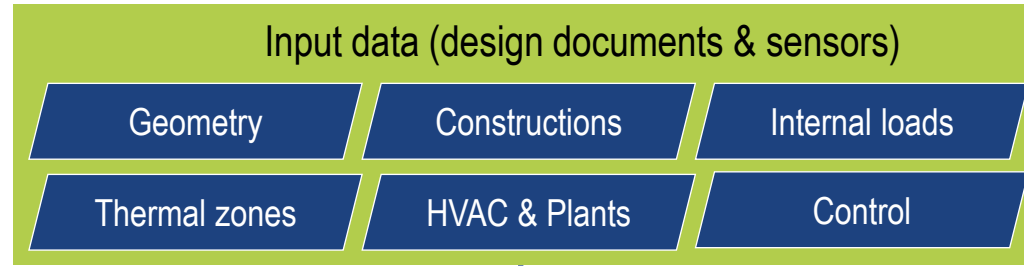 Input data (design documents & sensors)
Geometry
Constructions
Internal loads
Thermal zones
HVAC & Plants
Control